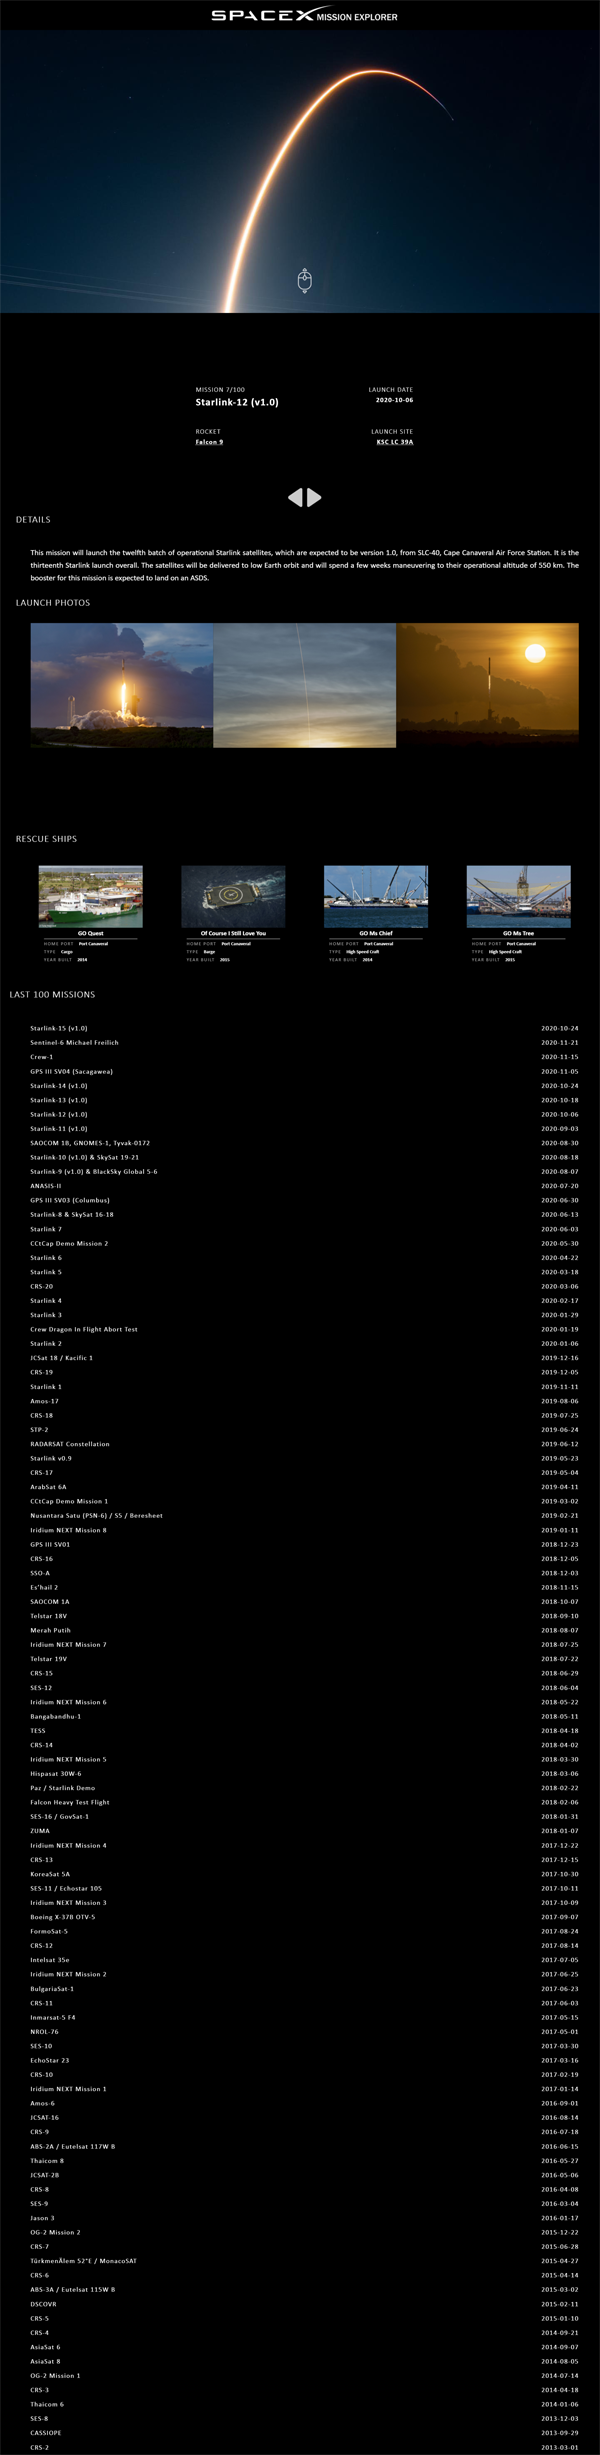 SPACEX MISSION EXPLORER
MISSION 7/100
LAUNCH DATE
Starlink-12 (v1.0)
2020-10-06
ROCKET
LAUNCH SITE
Falcon 9
KSC LC 39A
DETAILS
This mission will launch the twelfth batch of operational Starlink satellites, which are expected to be version 1.0, from SLC-40, Cape Canaveral Air Force Station. It is the
thirteenth Starlink launch overall. The satellites will be delivered to low Earth orbit and will spend a few weeks maneuvering to their operational altitude of 550 km. The
booster for this mission is expected to land on an ASDS.
LAUNCH PHOTOS
RESCUE SHIPS
GO Quest
HOME PORT Port Canaveral
TYPE Cargo
YEAR BUILT 2014
Of Course I Still Love You
HOME PORT Port Canaveral
TYPE Barge
YEAR BUILT 2015
GO Ms Chief
HOME PORT Port Canaveral
TYPE High Speed Craft
YEAR BUILT 2014
GO Ms Tree
HOME PORT Port Canaveral
TYPE High Speed Craft
YEAR BUILT 2015
LAST 100 MISSIONS
Starlink-15 (v1.0) 2020-10-24
Sentinel-6 Michael Freilich 2020-11-21
Crew-1 2020-11-15
GPS III SV04 (Sacagawea) 2020-11-05
Starlink-14 (v1.0) 2020-10-24
Starlink-13 (v1.0) 2020-10-18
Starlink-12 (v1.0) 2020-10-06
Starlink-11 (v1.0) 2020-09-03
SAOCOM 1B, GNOMES-1, Tyvak-0172 2020-08-30
Starlink-10 (v1.0) & SkySat 19-21 2020-08-18
Starlink-9 (v1.0) & BlackSky Global 5-6 2020-08-07
ANASIS-II 2020-07-20
GPS III SV03 (Columbus) 2020-06-30
Starlink-8 & SkySat 16-18 2020-06-13
Starlink 7 2020-06-03
CCtCap Demo Mission 2 2020-05-30
Starlink 6 2020-04-22
Starlink 5 2020-03-18
CRS-20 2020-03-06
Starlink 4 2020-02-17
Starlink 3 2020-01-29
Crew Dragon In Flight Abort Test 2020-01-19
Starlink 2 2020-01-06
JCSat 18 / Kacific 1 2019-12-16
CRS-19 2019-12-05
Starlink 1 2019-11-11
Amos-17 2019-08-06
CRS-18 2019-07-25
STP-2 2019-06-24
RADARSAT Constellation 2019-06-12
Starlink v0.9 2019-05-23
CRS-17 2019-05-04
ArabSat 6A 2019-04-11
CCtCap Demo Mission 1 2019-03-02
Nusantara Satu (PSN-6) / S5 / Beresheet 2019-02-21
Iridium NEXT Mission 8 2019-01-11
GPS III SV01 2018-12-23
CRS-16 2018-12-05
SSO-A 2018-12-03
Es'hail 2 2018-11-15
SAOCOM 1A 2018-10-07
Telstar 18V 2018-09-10
Merah Putih 2018-08-07
Iridium NEXT Mission 7 2018-07-25
Telstar 19V 2018-07-22
CRS-15 2018-06-29
SES-12 2018-06-04
Iridium NEXT Mission 6 2018-05-22
Bangabandhu-1 2018-05-11
TESS 2018-04-18
CRS-14 2018-04-02
Iridium NEXT Mission 5 2018-03-30
Hispasat 30W-6 2018-03-06
Paz / Starlink Demo 2018-02-22
Falcon Heavy Test Flight 2018-02-06
SES-16 / GovSat-1 2018-01-31
ZUMA 2018-01-07
Iridium NEXT Mission 4 2017-12-22
CRS-13 2017-12-15
KoreaSat 5A 2017-10-30
SES-11 / Echostar 105 2017-10-11
Iridium NEXT Mission 3 2017-10-09
Boeing X-37B OTV-5 2017-09-07
FormoSat-5 2017-08-24
CRS-12 2017-08-14
Intelsat 35e 2017-07-05
Iridium NEXT Mission 2 2017-06-25
BulgariaSat-1 2017-06-23
CRS-11 2017-06-03
Inmarsat-5 F4 2017-05-15
NROL-76 2017-05-01
SES-10 2017-03-30
EchoStar 23 2017-03-16
CRS-10 2017-02-19
Iridium NEXT Mission 1 2017-01-14
Amos-6 2016-09-01
JCSAT-16 2016-08-14
CRS-9 2016-07-18
ABS-2A / Eutelsat 117W B 2016-06-15
Thaicom 8 2016-05-27
JCSAT-2B 2016-05-06
CRS-8 2016-04-08
SES-9 2016-03-04
Jason 3 2016-01-17
OG-2 Mission 2 2015-12-22
CRS-7 2015-06-28
TürkmenÄlem 52°E / MonacoSAT 2015-04-27
CRS-6 2015-04-14
ABS-3A / Eutelsat 115W B 2015-03-02
DSCOVR 2015-02-11
CRS-5 2015-01-10
CRS-4 2014-09-21
AsiaSat 6 2014-09-07
AsiaSat 8 2014-08-05
OG-2 Mission 1 2014-07-14
CRS-3 2014-04-18
Thaicom 6 2014-01-06
SES-8 2013-12-03
CASSIOPE 2013-09-29
CRS-2 2013-03-01